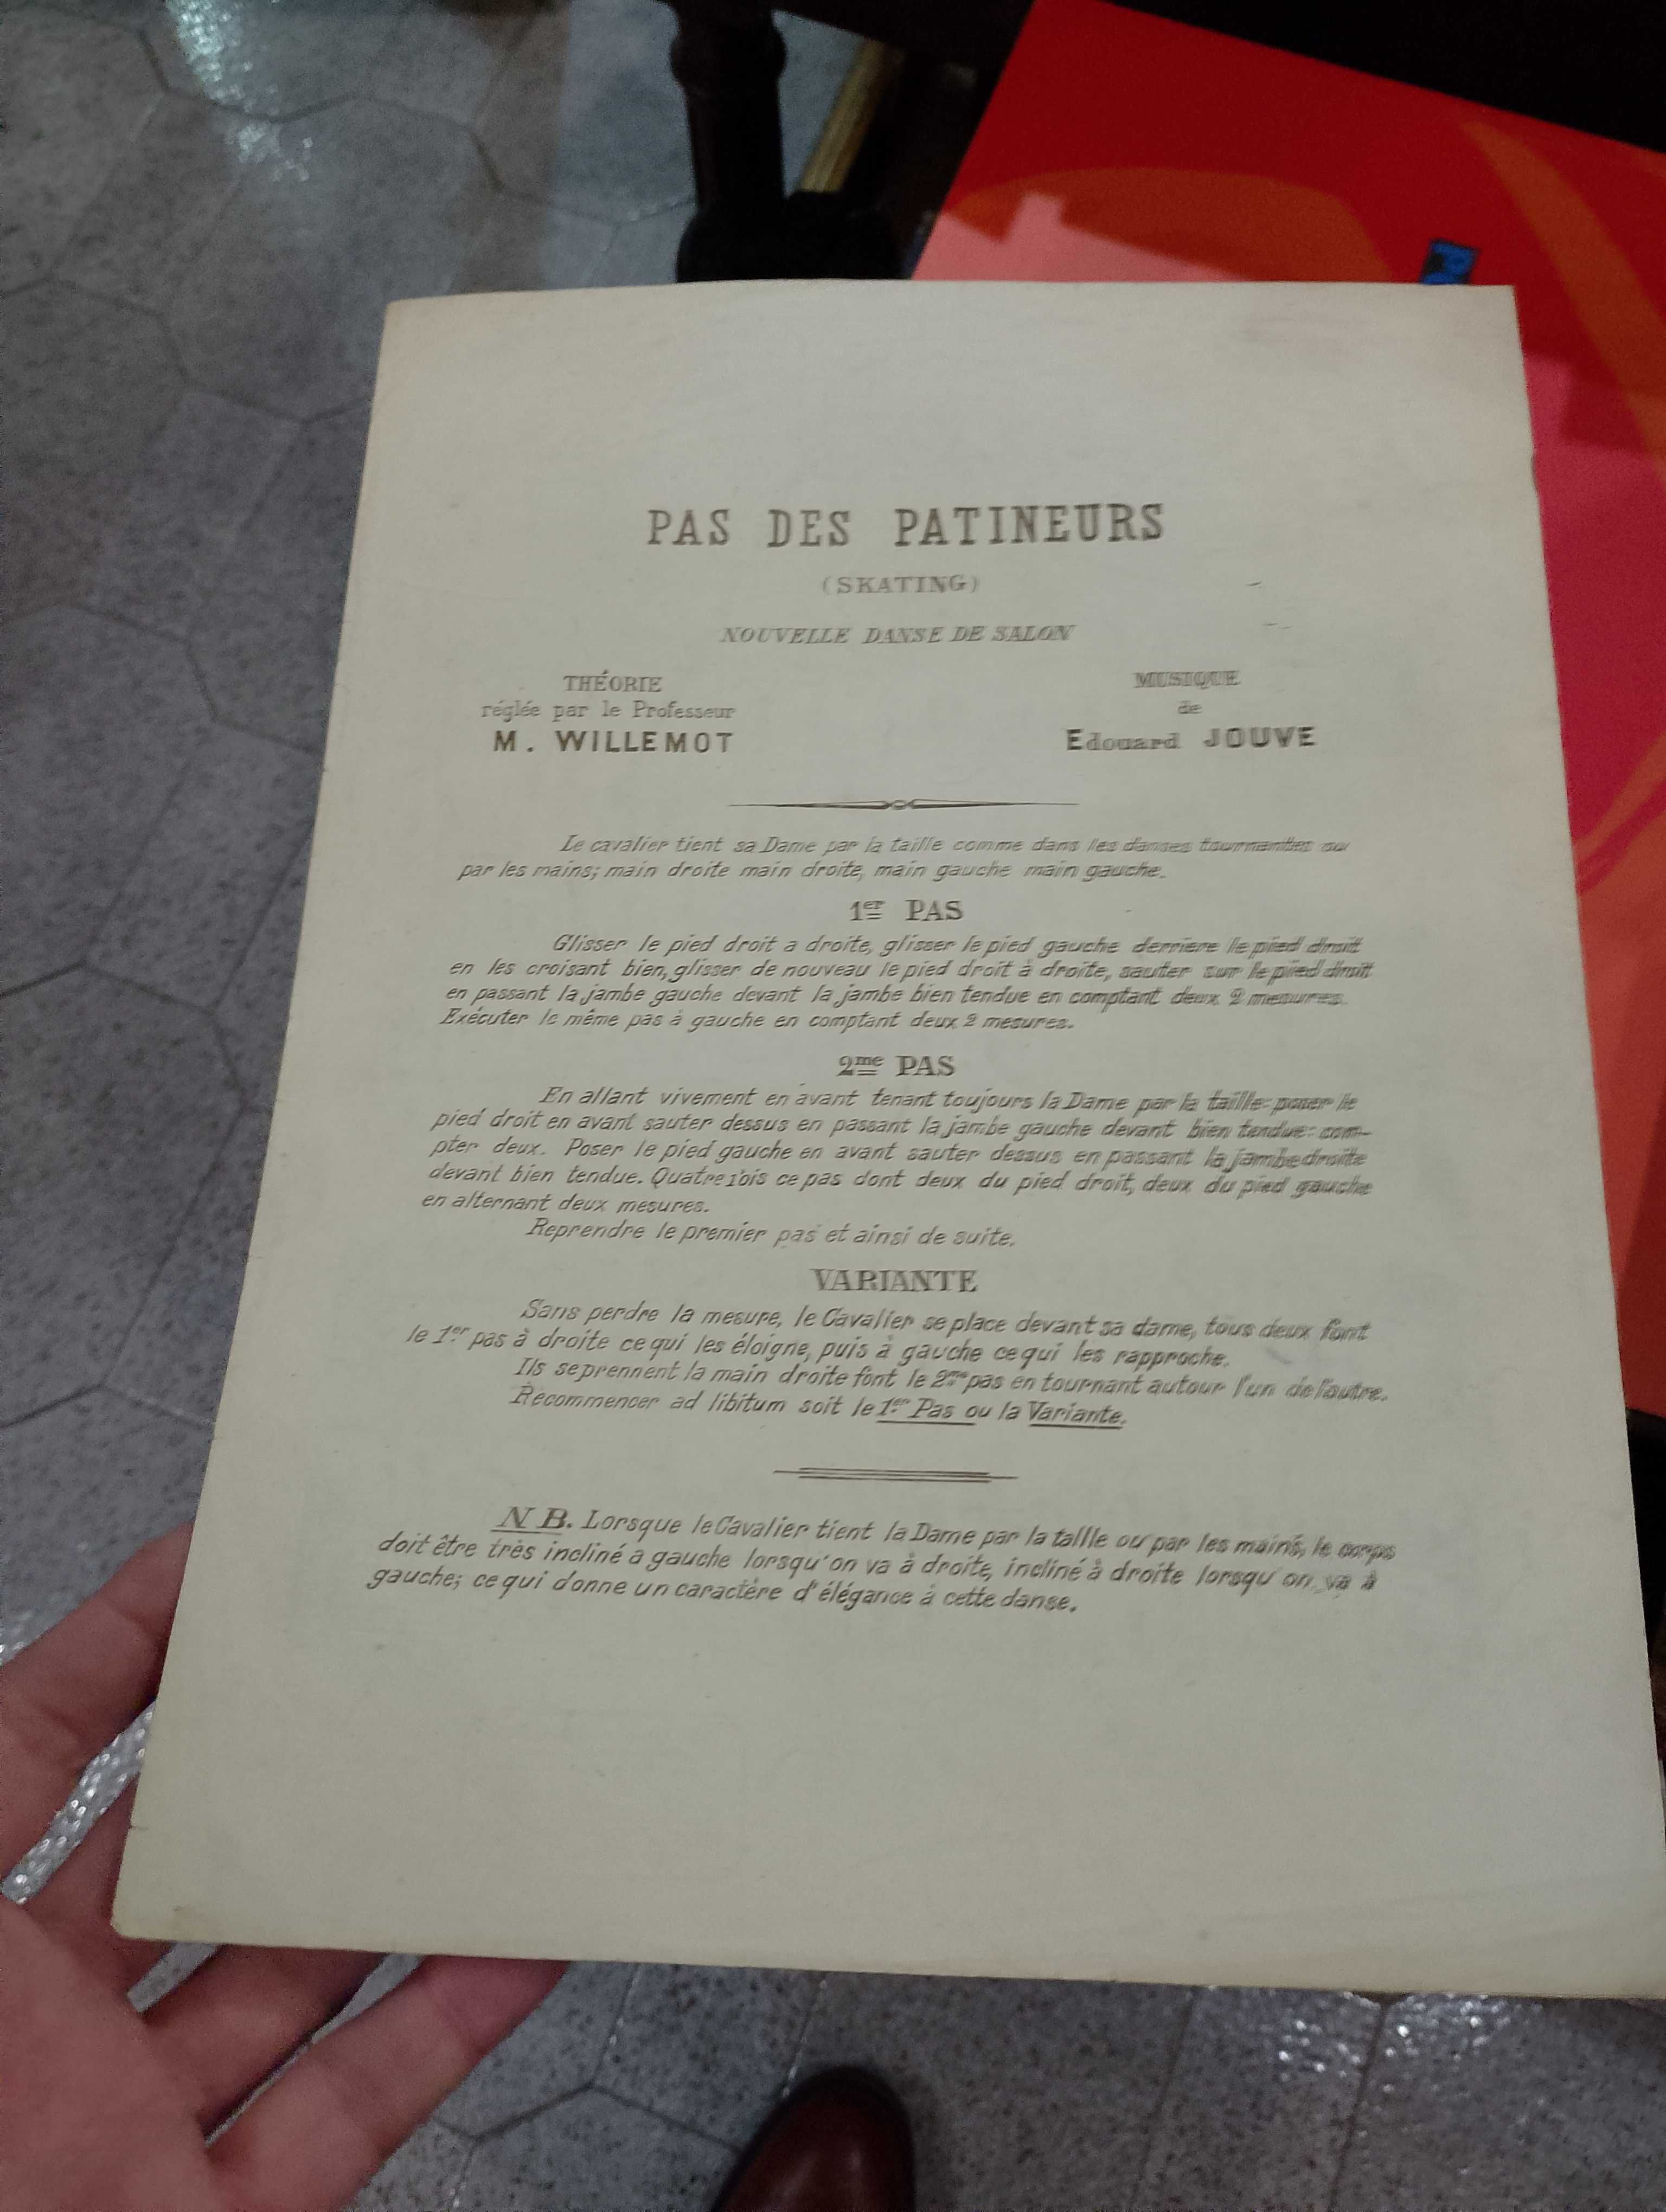 PAS DES PATINEURS
(SKATING)
NOUVELLE DANSE DE SALON
THÉORIE
réglée par le Professeur
M. WILLEMOT
MUSIQUE
de
Edouard JOUVE
Le cavalier tient sa Dame par la taille comme dans les danses tournantes ou
par les mains; main droite main droite, main gauche main gauche.
1er PAS
Glisser le pied droit a droite, glisser le pied gauche derriere le pied droit
en les croisant bien, glisser de nouveau le pied droit à droite, sauter sur le pied droit
en passant la jambe gauche devant la jambe bien tendue en comptant deux 2 mesures.
Exécuter le même pas à gauche en comptant deux 2 mesures.
2me PAS
En allant vivement en avant tenant toujours la Dame par la taille: poser le
pied droit en avant sauter dessus en passant la jambe gauche devant bien tendue: com-
pter deux. Poser le pied gauche en avant sauter dessus en passant la jambe droite
devant bien tendue. Quatre fois ce pas dont deux du pied droit, deux du pied gauche
en alternant deux mesures.
Reprendre le premier pas et ainsi de suite.
VARIANTE
Sans perdre la mesure, le Cavalier se place devant sa dame, tous deux font
le 1er pas à droite ce qui les éloigne, puis à gauche ce qui les rapproche.
Ils se prennent la main droite font le 2me pas en tournant autour l'un de l'autre.
Recommencer ad libitum soit le 1er Pas ou la Variante.
N B. Lorsque le Cavalier tient la Dame par la taille ou par les mains, le corps
doit être très incliné a gauche lorsqu'on va à droite, incliné à droite lorsqu'on va à
gauche; ce qui donne un caractère d'élégance à cette danse.